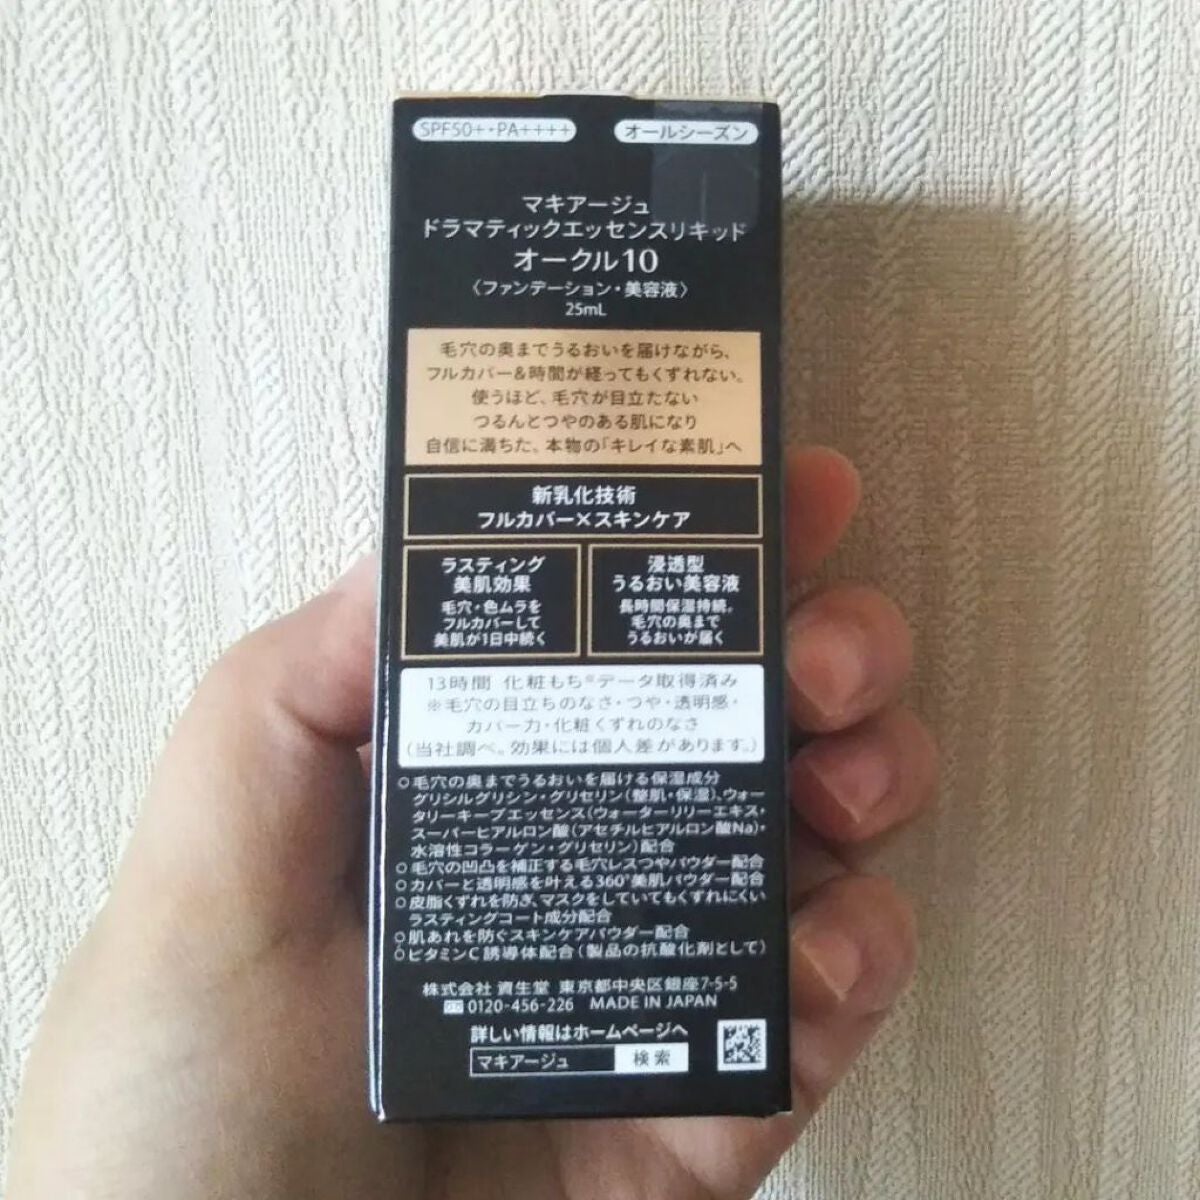 SPF50+・PA++++ オールシーズン
マキアージュ
ドラマティックエッセンスリキッド
オークル10
〈ファンデーション・美容液〉
25mL
毛穴の奥までうるおいを届けながら、
フルカバー&時間が経ってもくずれない。
使うほど、毛穴が目立たない
つるんとつやのある肌になり
自信に満ちた、本物の「キレイな素肌」へ
新乳化技術
フルカバー×スキンケア
ラスティング
美肌効果
毛穴・色ムラを
フルカバーして
美肌が1日中続く
浸透型
うるおい美容液
長時間保湿持続。
毛穴の奥まで
うるおいが届く
13時間 化粧もち※データ取得済み
※毛穴の目立ちのなさ・つや・透明感・
カバー力・化粧くずれのなさ
(当社調べ。効果には個人差があります。)
○毛穴の奥までうるおいを届ける保湿成分
グリシルグリシン・グリセリン(整肌・保湿)、ウォー
タリーキープエッセンス(ウォーターリリーエキス・
スーパーヒアルロン酸(アセチルヒアルロン酸Na)・
水溶性コラーゲン・グリセリン)配合
○毛穴の凹凸を補正する毛穴レスつやパウダー配合
○カバーと透明感を叶える360°美肌パウダー配合
○皮脂くずれを防ぎ、マスクをしていてもくずれにくい
ラスティングコート成分配合
○肌あれを防ぐスキンケアパウダー配合
○ビタミンC誘導体配合(製品の抗酸化剤として)
株式会社 資生堂 東京都中央区銀座7-5-5
0120-456-226 MADE IN JAPAN
詳しい情報はホームページへ
マキアージュ 検索